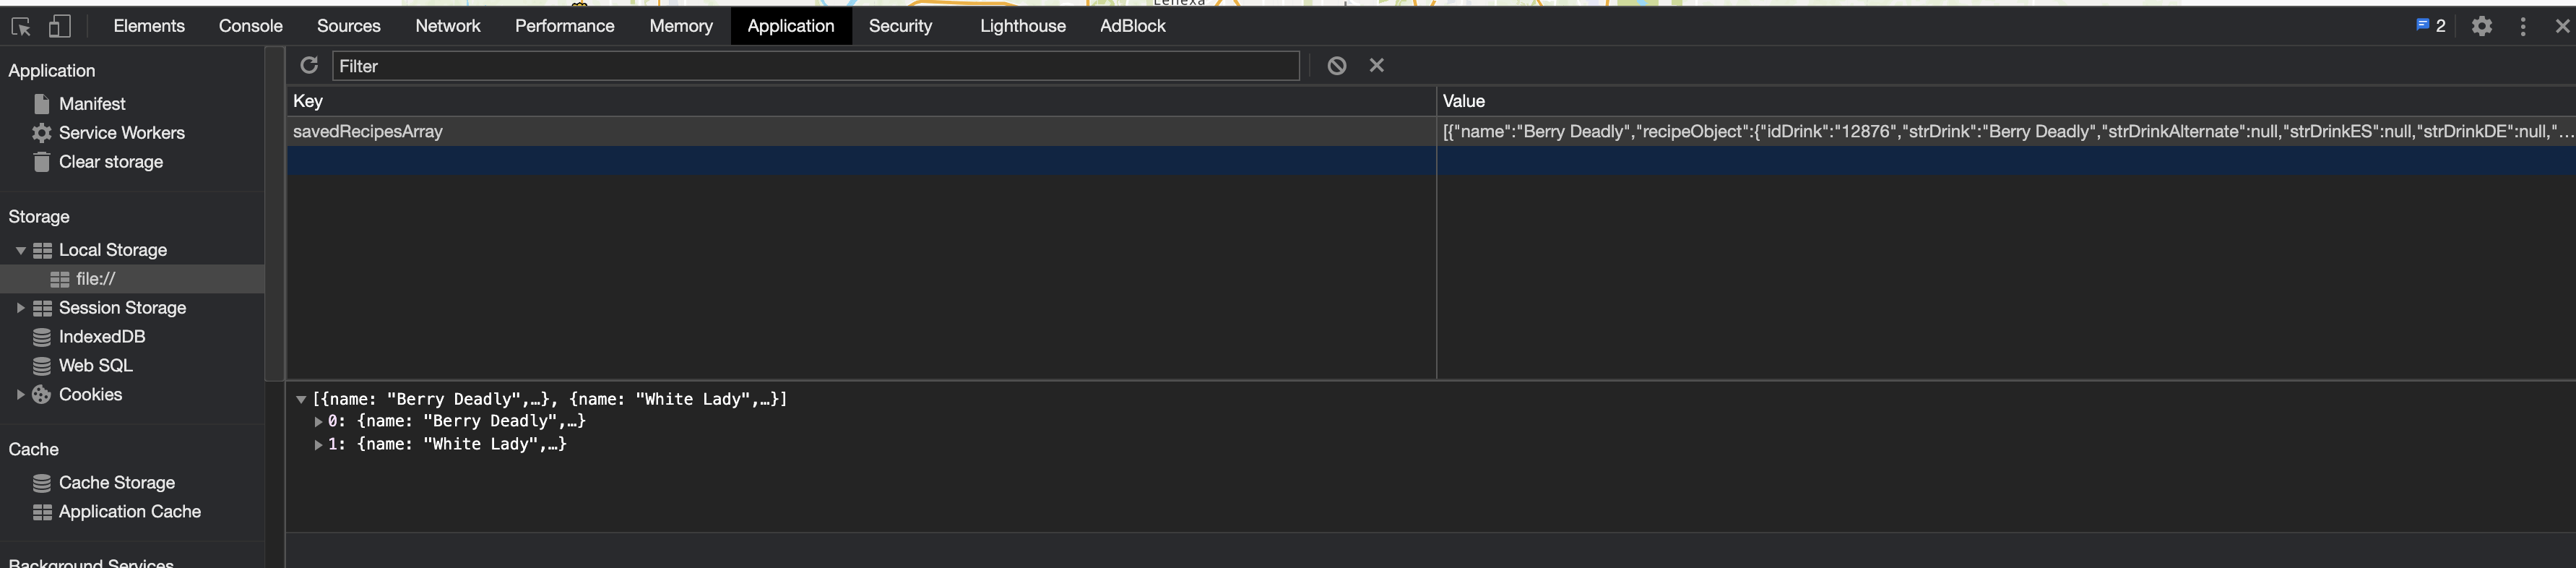 Lenexa
Elements Console Sources Network Performance Memory Application Security Lighthouse AdBlock 2
Application
Manifest
Service Workers
Clear storage
Storage
Local Storage
file://
Session Storage
IndexedDB
Web SQL
Cookies
Cache
Cache Storage
Application Cache
Background Services
Filter
Key Value
savedRecipesArray [{"name":"Berry Deadly","recipeObject":{"idDrink":"12876","strDrink":"Berry Deadly","strDrinkAlternate":null,"strDrinkES":null,"strDrinkDE":null,"…
[{name: "Berry Deadly",…}, {name: "White Lady",…}]
0: {name: "Berry Deadly",…}
1: {name: "White Lady",…}